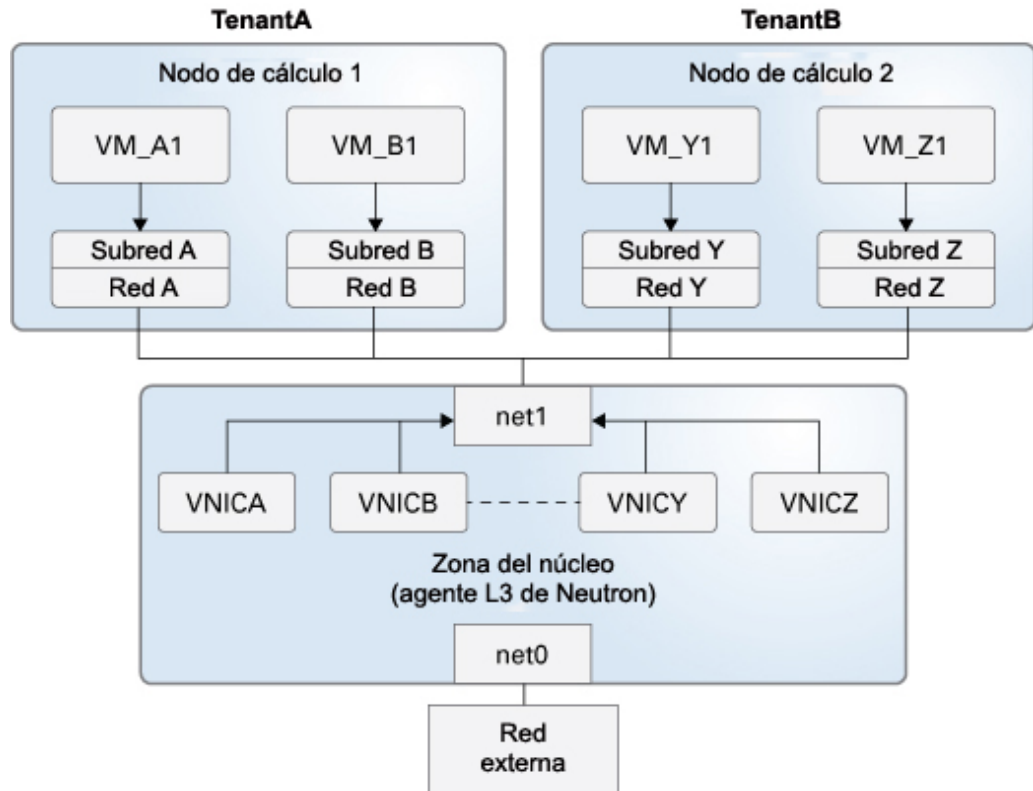 TenantA
TenantB
Nodo de cálculo 1
Nodo de cálculo 2
VM_A1
VM_B1
VM_Y1
VM_Z1
Subred A
Subred B
Subred Y
Subred Z
Red A
Red B
Red Y
Red Z
net1
VNICA
VNICB
VNICY
VNICZ
Zona del núcleo
(agente L3 de Neutron)
net0
Red
externa